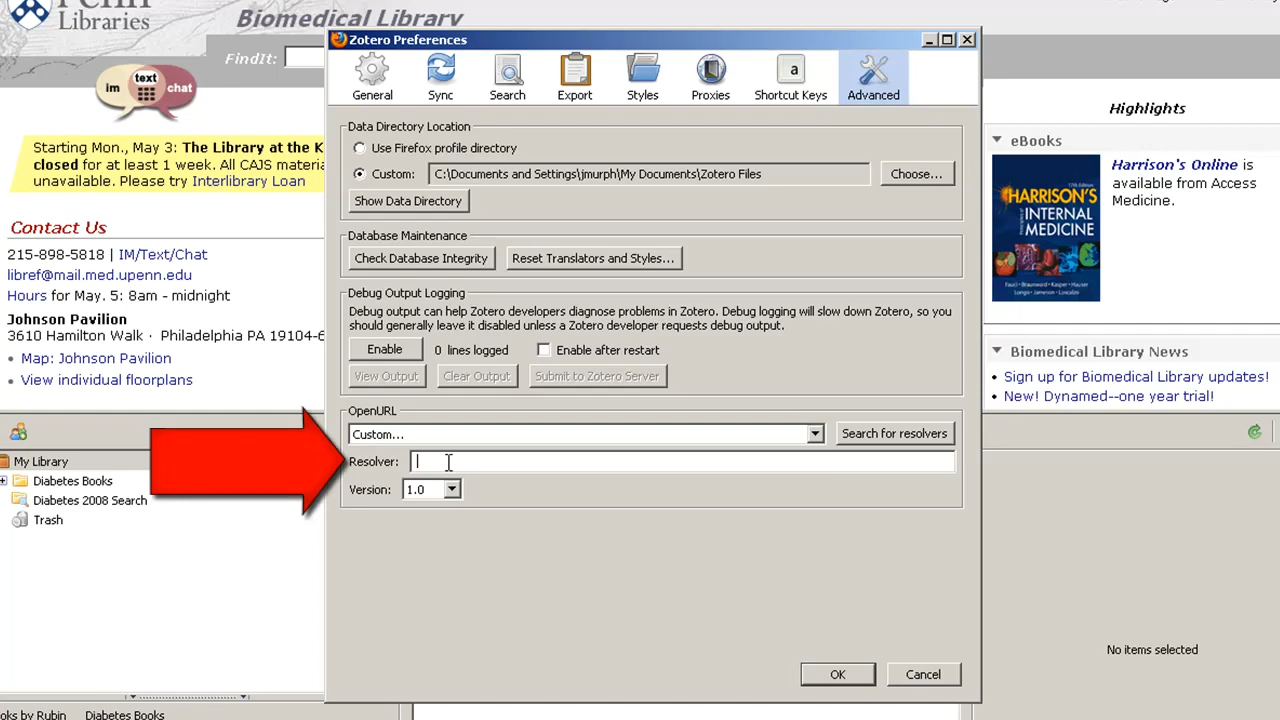 Penn
Libraries
Biomedical Library
FindIt:
im
text
chat
Starting Mon., May 3: The Library at the K
closed for at least 1 week. All CAJS materia
unavailable. Please try Interlibrary Loan
Contact Us
215-898-5818 | IM/Text/Chat
libref@mail.med.upenn.edu
Hours for May. 5: 8am - midnight
Johnson Pavilion
3610 Hamilton Walk · Philadelphia PA 19104-6
• Map: Johnson Pavilion
• View individual floorplans
My Library
Diabetes Books
Diabetes 2008 Search
Trash
oks by Rubin
Diabetes Books
Zotero Preferences
General
Sync
Search
Export
Styles
Proxies
a
Shortcut Keys
Advanced
Data Directory Location
Use Firefox profile directory
Custom: C:\Documents and Settings\jmurph\My Documents\Zotero Files Choose...
Show Data Directory
Database Maintenance
Check Database Integrity Reset Translators and Styles...
Debug Output Logging
Debug output can help Zotero developers diagnose problems in Zotero. Debug logging will slow down Zotero, so you
should generally leave it disabled unless a Zotero developer requests debug output.
Enable 0 lines logged Enable after restart
View Output Clear Output Submit to Zotero Server
OpenURL
Custom... Search for resolvers
Resolver:
Version: 1.0
OK Cancel
Highlights
eBooks
HARRISON'S
PRINCIPLES OF
INTERNAL
MEDICINE
Harrison's Online is
available from Access
Medicine.
Biomedical Library News
• Sign up for Biomedical Library updates!
• New! Dynamed--one year trial!
No items selected